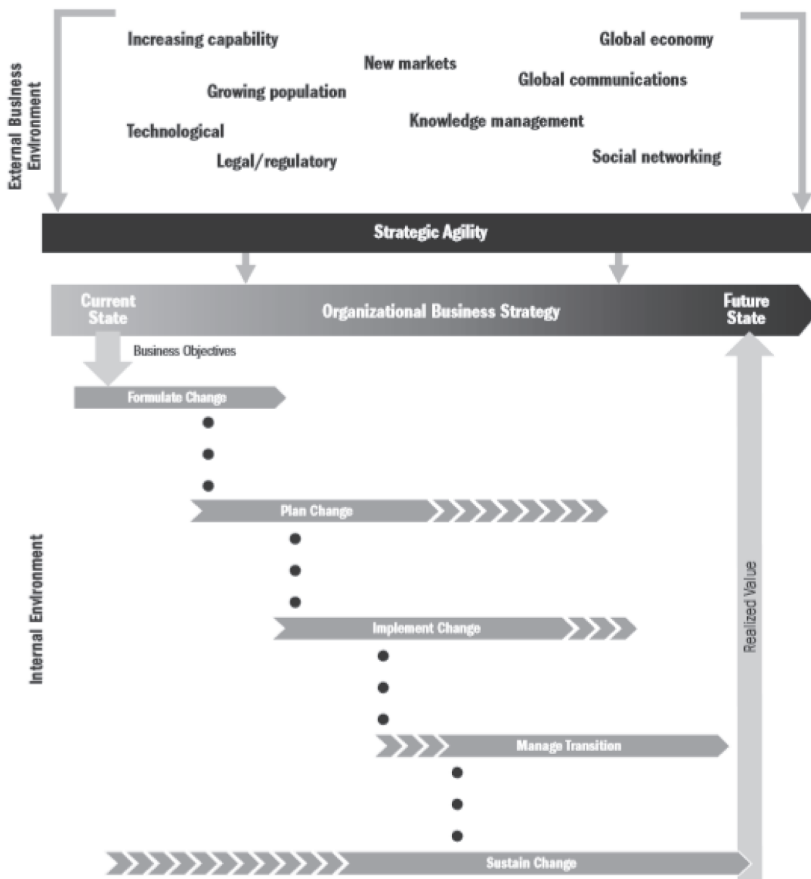 External Business
Environment
Increasing capability
Global economy
New markets
Global communications
Growing population
Knowledge management
Technological
Legal/regulatory
Social networking
Strategic Agility
Current
State
Organizational Business Strategy
Future
State
Business Objectives
Formulate Change
Plan Change
Internal Environment
Implement Change
Realized Value
Manage Transition
Sustain Change